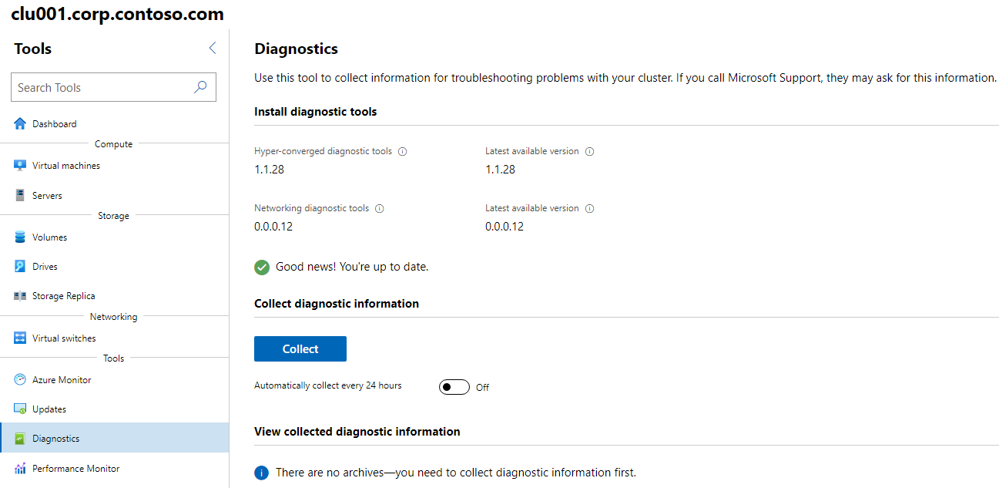 clu001.corp.contoso.com
Tools
Search Tools
Dashboard
Compute
Virtual machines
Servers
Storage
Volumes
Drives
Storage Replica
Networking
Virtual switches
Tools
Azure Monitor
Updates
Diagnostics
Performance Monitor
Diagnostics
Use this tool to collect information for troubleshooting problems with your cluster. If you call Microsoft Support, they may ask for this information.
Install diagnostic tools
Hyper-converged diagnostic tools
Latest available version
1.1.28
1.1.28
Networking diagnostic tools
Latest available version
0.0.0.12
0.0.0.12
Good news! You're up to date.
Collect diagnostic information
Collect
Automatically collect every 24 hours
Off
View collected diagnostic information
There are no archives—you need to collect diagnostic information first.